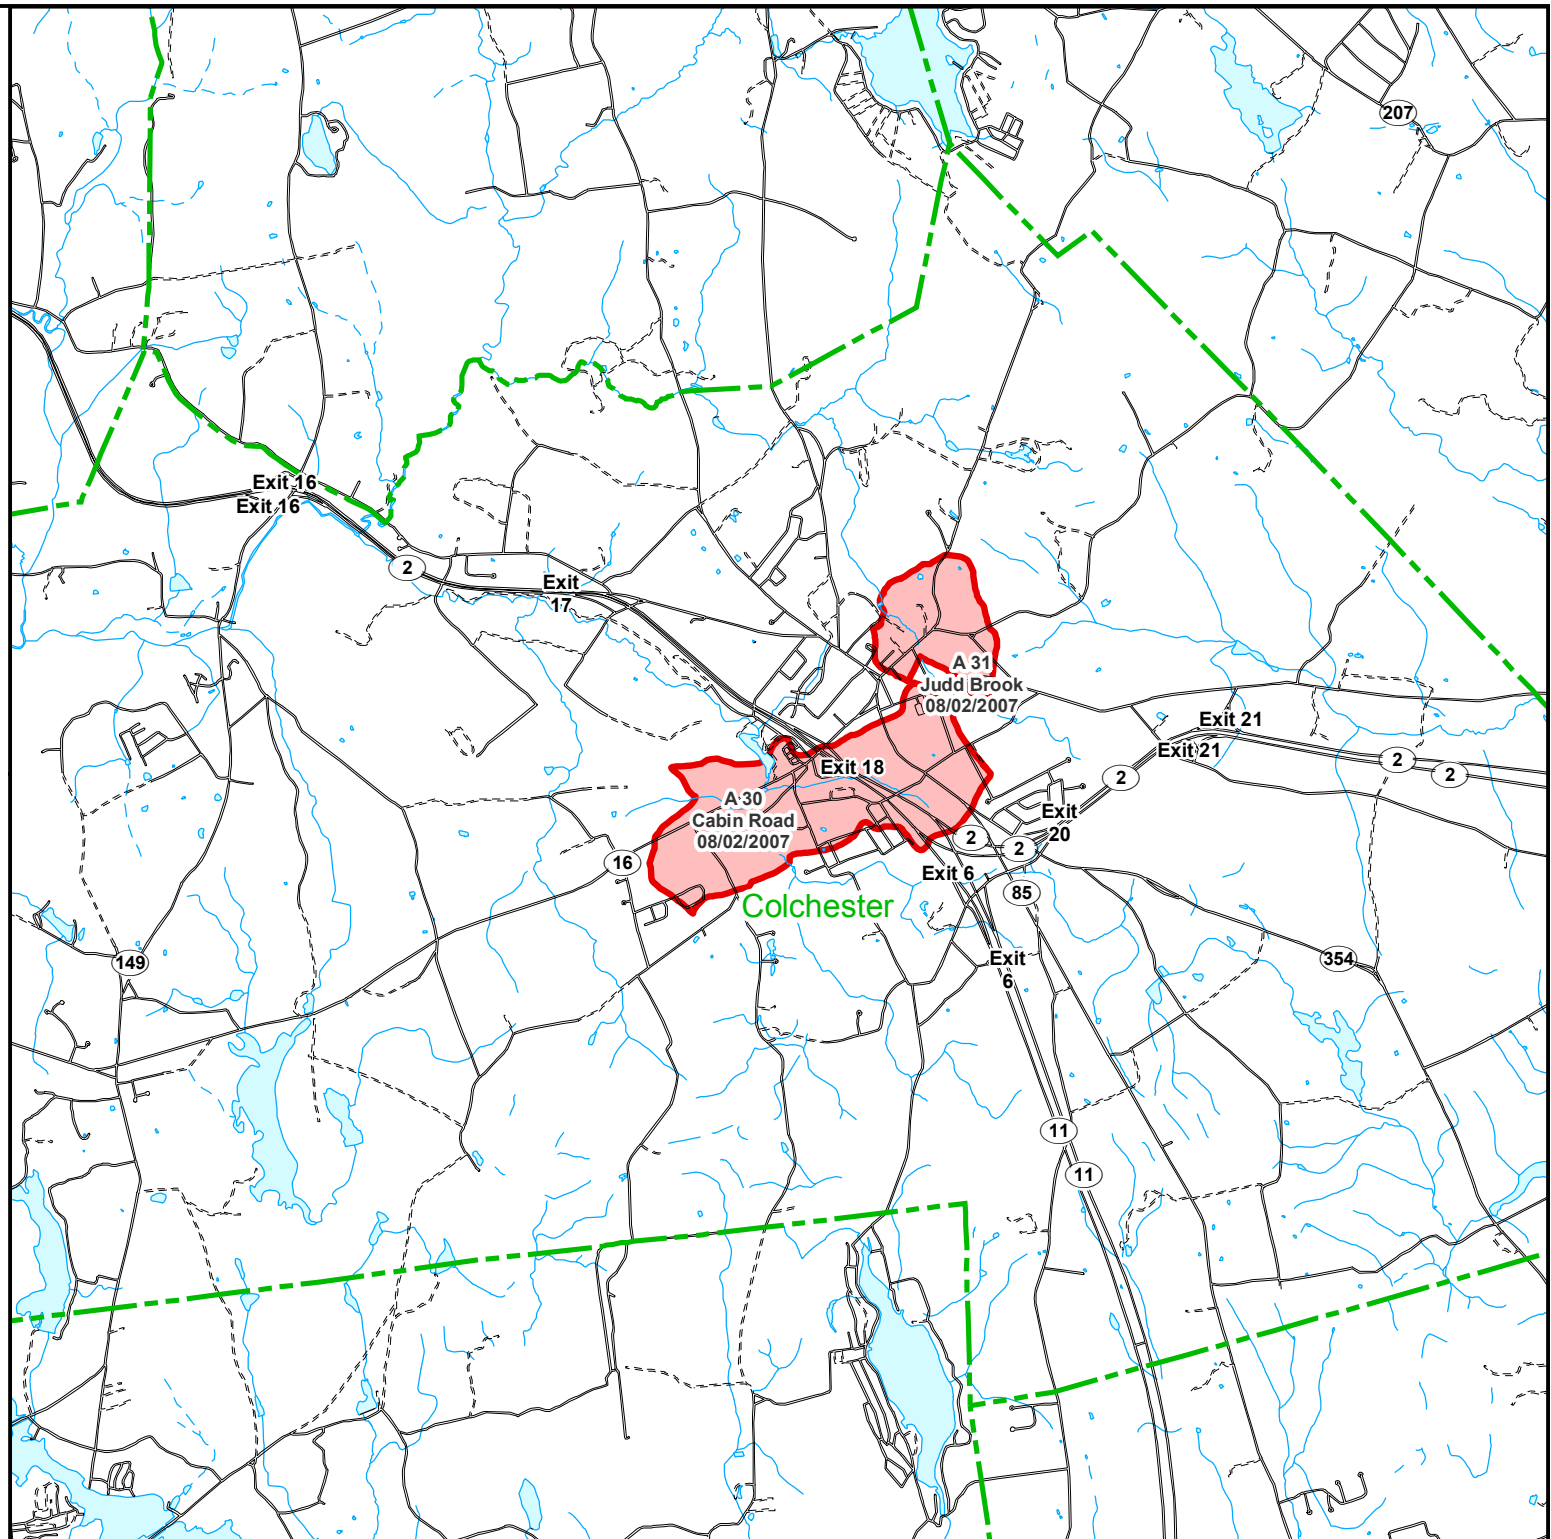 207
Exit 16
Exit 16
2
Exit
17
A 31
Judd Brook
08/02/2007
Exit 21
Exit 21
2
2
2
Exit 18
A 30
Cabin Road
08/02/2007
Exit
20
2
2
16
Exit 6
85
Colchester
149
Exit
6
354
11
11